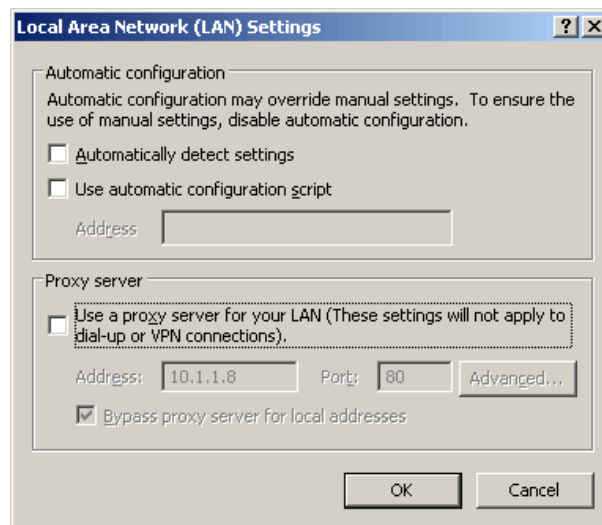 Local Area Network (LAN) Settings
Automatic configuration
Automatic configuration may override manual settings. To ensure the
use of manual settings, disable automatic configuration.
Automatically detect settings
Use automatic configuration script
Address
Proxy server
Use a proxy server for your LAN (These settings will not apply to
dial-up or VPN connections).
Address: 10.1.1.8 Port: 80 Advanced...
Bypass proxy server for local addresses
OK Cancel